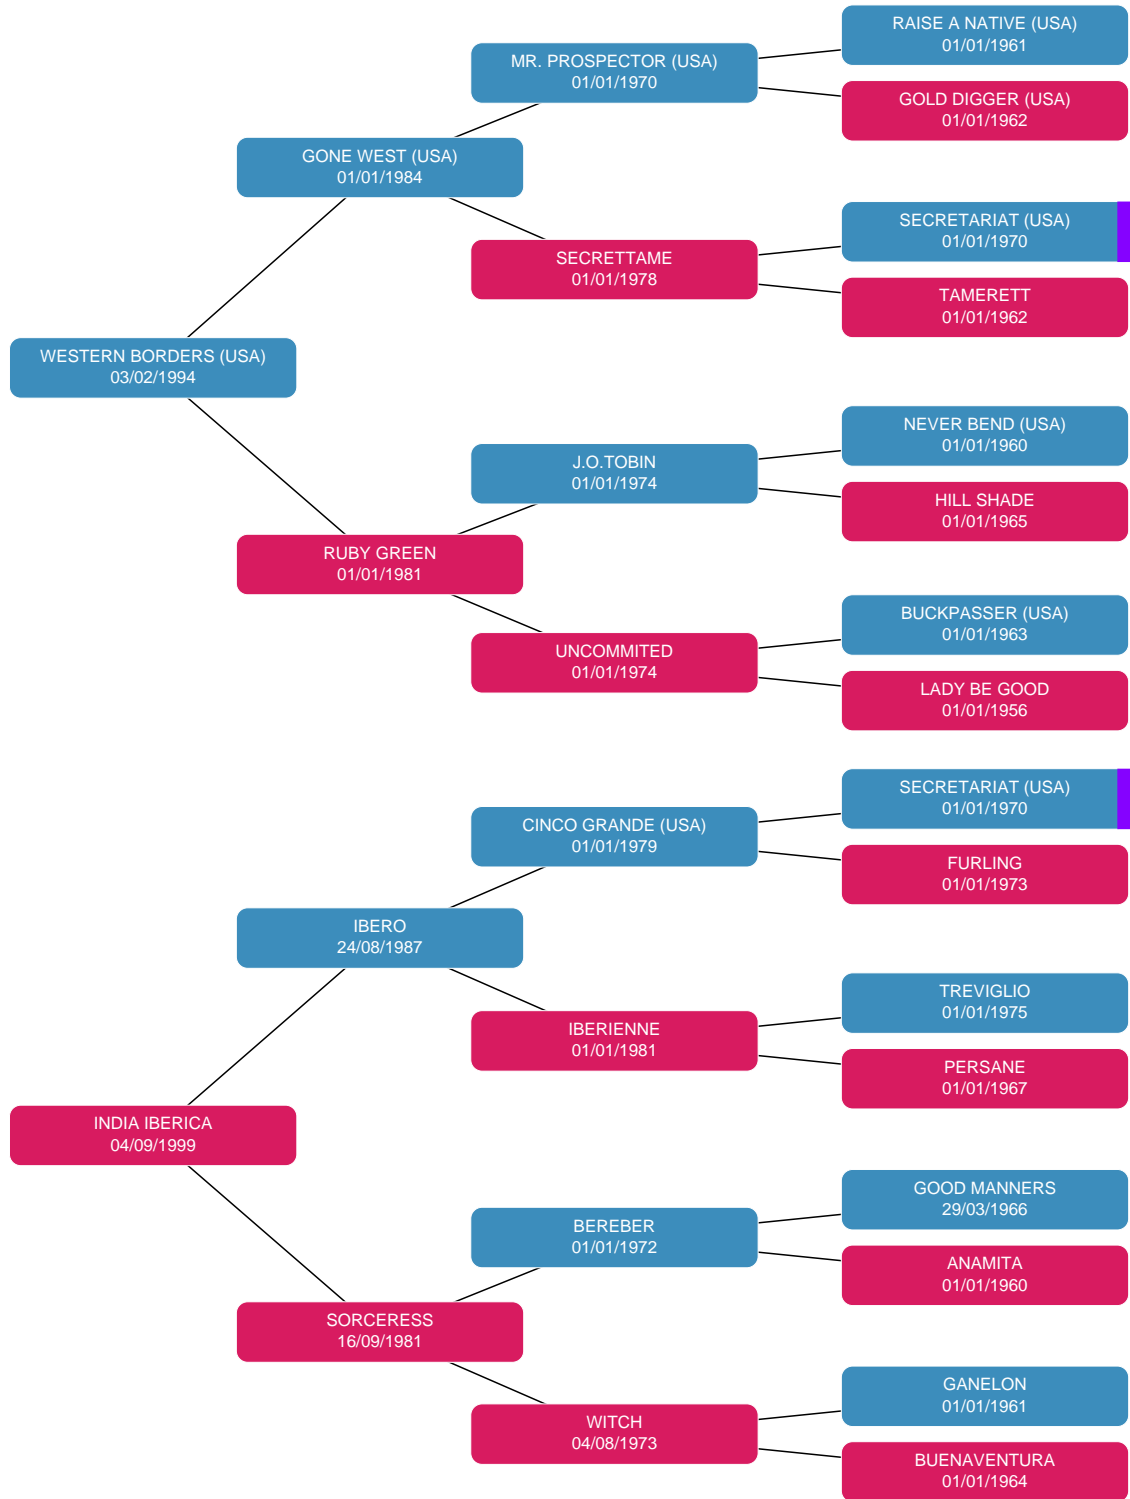 RAISE A NATIVE (USA)
01/01/1961
MR. PROSPECTOR (USA)
01/01/1970
GOLD DIGGER (USA)
01/01/1962
GONE WEST (USA)
01/01/1984
SECRETARIAT (USA)
01/01/1970
SECRETTAME
01/01/1978
TAMERETT
01/01/1962
WESTERN BORDERS (USA)
03/02/1994
NEVER BEND (USA)
01/01/1960
J.O.TOBIN
01/01/1974
HILL SHADE
01/01/1965
RUBY GREEN
01/01/1981
BUCKPASSER (USA)
01/01/1963
UNCOMMITED
01/01/1974
LADY BE GOOD
01/01/1956
SECRETARIAT (USA)
01/01/1970
CINCO GRANDE (USA)
01/01/1979
FURLING
01/01/1973
IBERO
24/08/1987
TREVIGLIO
01/01/1975
IBERIENNE
01/01/1981
PERSANE
01/01/1967
INDIA IBERICA
04/09/1999
GOOD MANNERS
29/03/1966
BEREBER
01/01/1972
ANAMITA
01/01/1960
SORCERESS
16/09/1981
GANELON
01/01/1961
WITCH
04/08/1973
BUENAVENTURA
01/01/1964